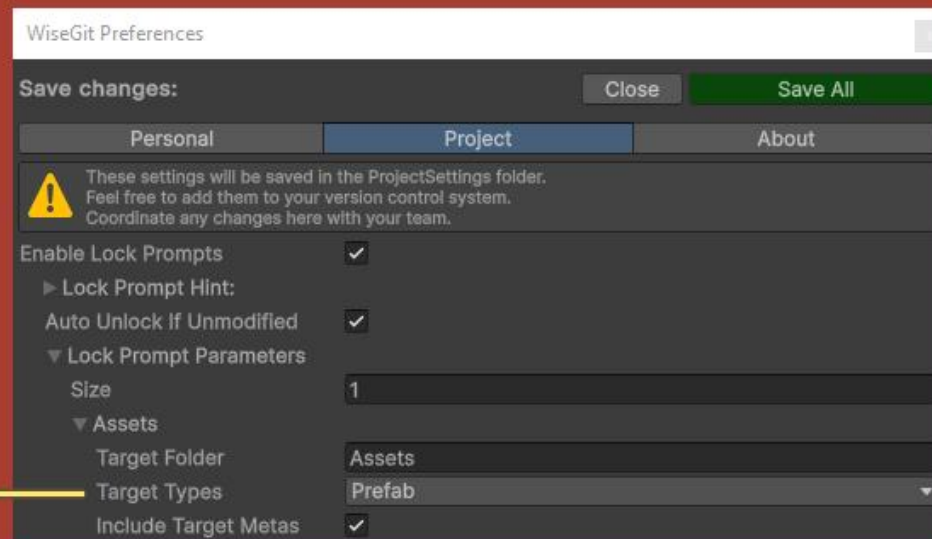 WiseGit Preferences
Save changes:
Close
Save All
Personal
Project
About
These settings will be saved in the ProjectSettings folder.
Feel free to add them to your version control system.
Coordinate any changes here with your team.
Enable Lock Prompts
Lock Prompt Hint:
Auto Unlock If Unmodified
Lock Prompt Parameters
Size
1
Assets
Target Folder
Assets
Target Types
Prefab
Include Target Metas